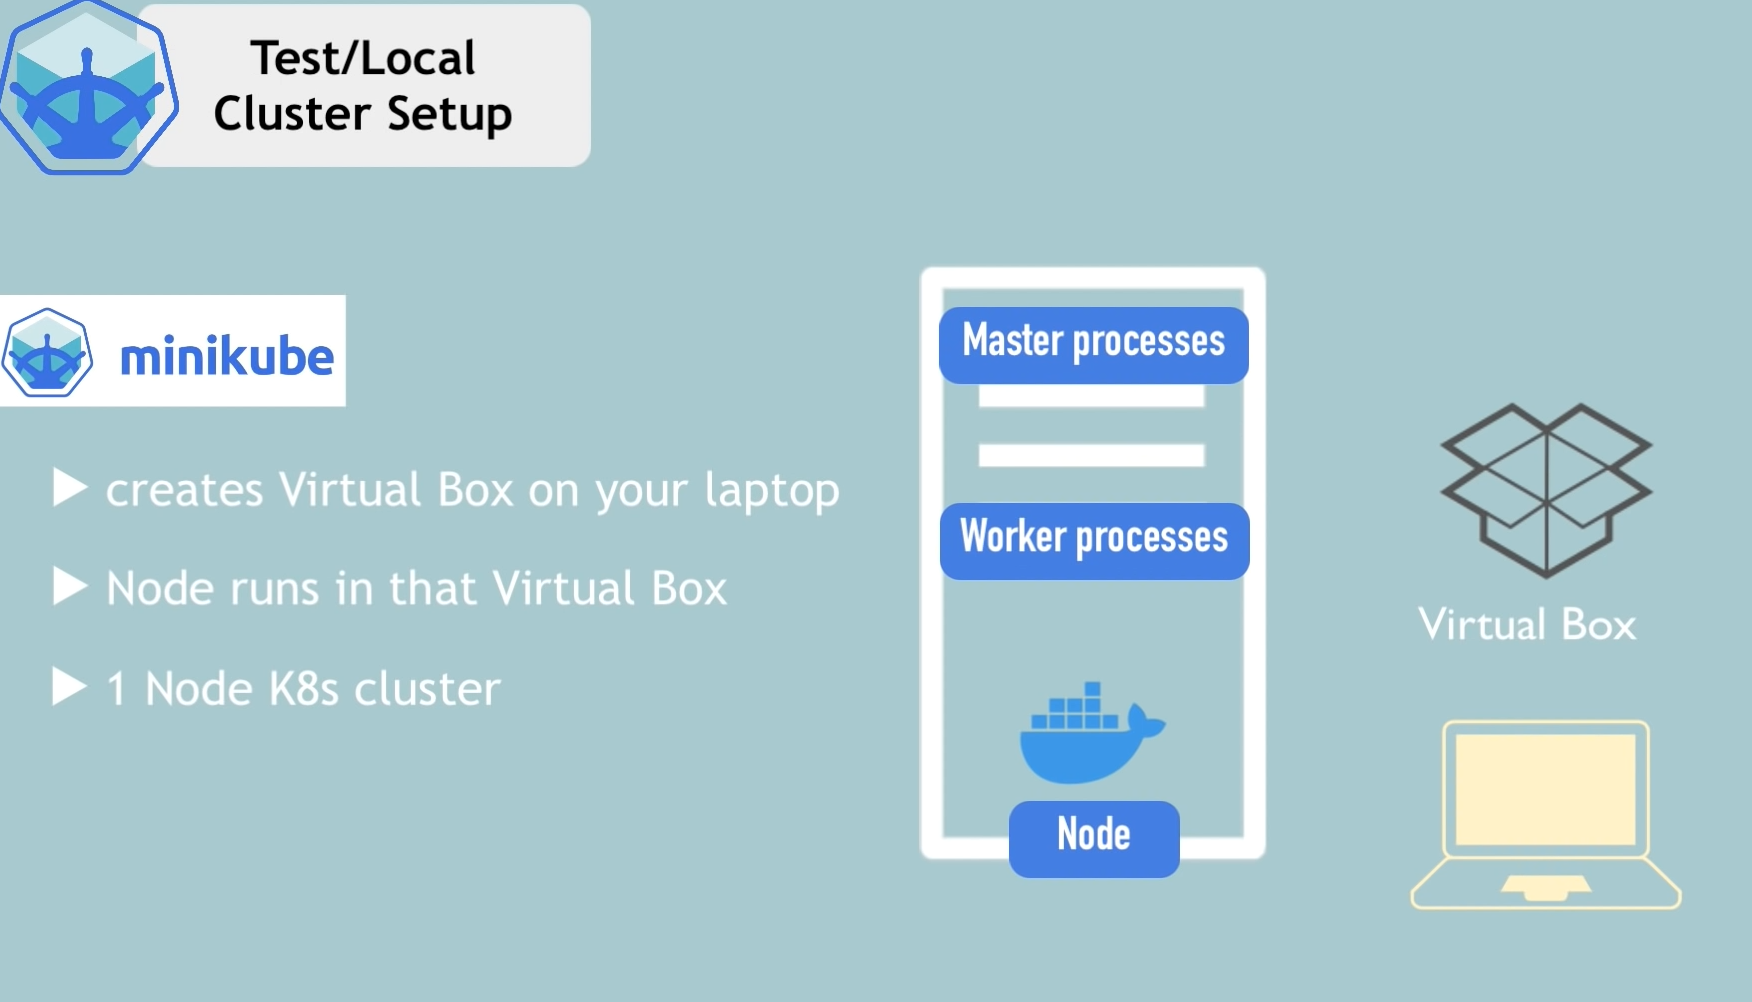 Test/Local
Cluster Setup
minikube
creates Virtual Box on your laptop
Node runs in that Virtual Box
1 Node K8s cluster
Master processes
Worker processes
Node
Virtual Box